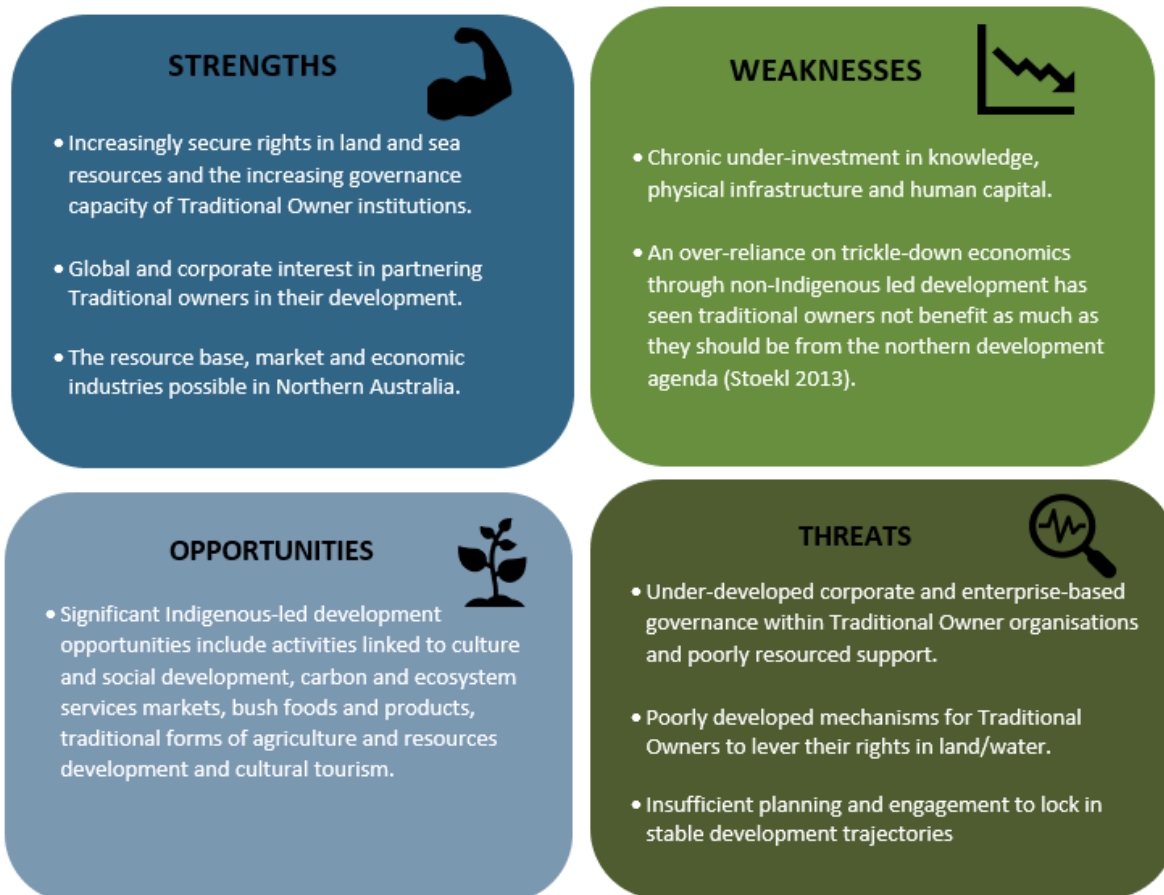 STRENGTHS
• Increasingly secure rights in land and sea
resources and the increasing governance
capacity of Traditional Owner institutions.
• Global and corporate interest in partnering
Traditional owners in their development.
• The resource base, market and economic
industries possible in Northern Australia.
WEAKNESSES
• Chronic under-investment in knowledge,
physical infrastructure and human capital.
• An over-reliance on trickle-down economics
through non-Indigenous led development has
seen traditional owners not benefit as much as
they should be from the northern development
agenda (Stoekl 2013).
OPPORTUNITIES
• Significant Indigenous-led development
opportunities include activities linked to culture
and social development, carbon and ecosystem
services markets, bush foods and products,
traditional forms of agriculture and resources
development and cultural tourism.
THREATS
• Under-developed corporate and enterprise-based
governance within Traditional Owner organisations
and poorly resourced support.
• Poorly developed mechanisms for Traditional
Owners to lever their rights in land/water.
• Insufficient planning and engagement to lock in
stable development trajectories